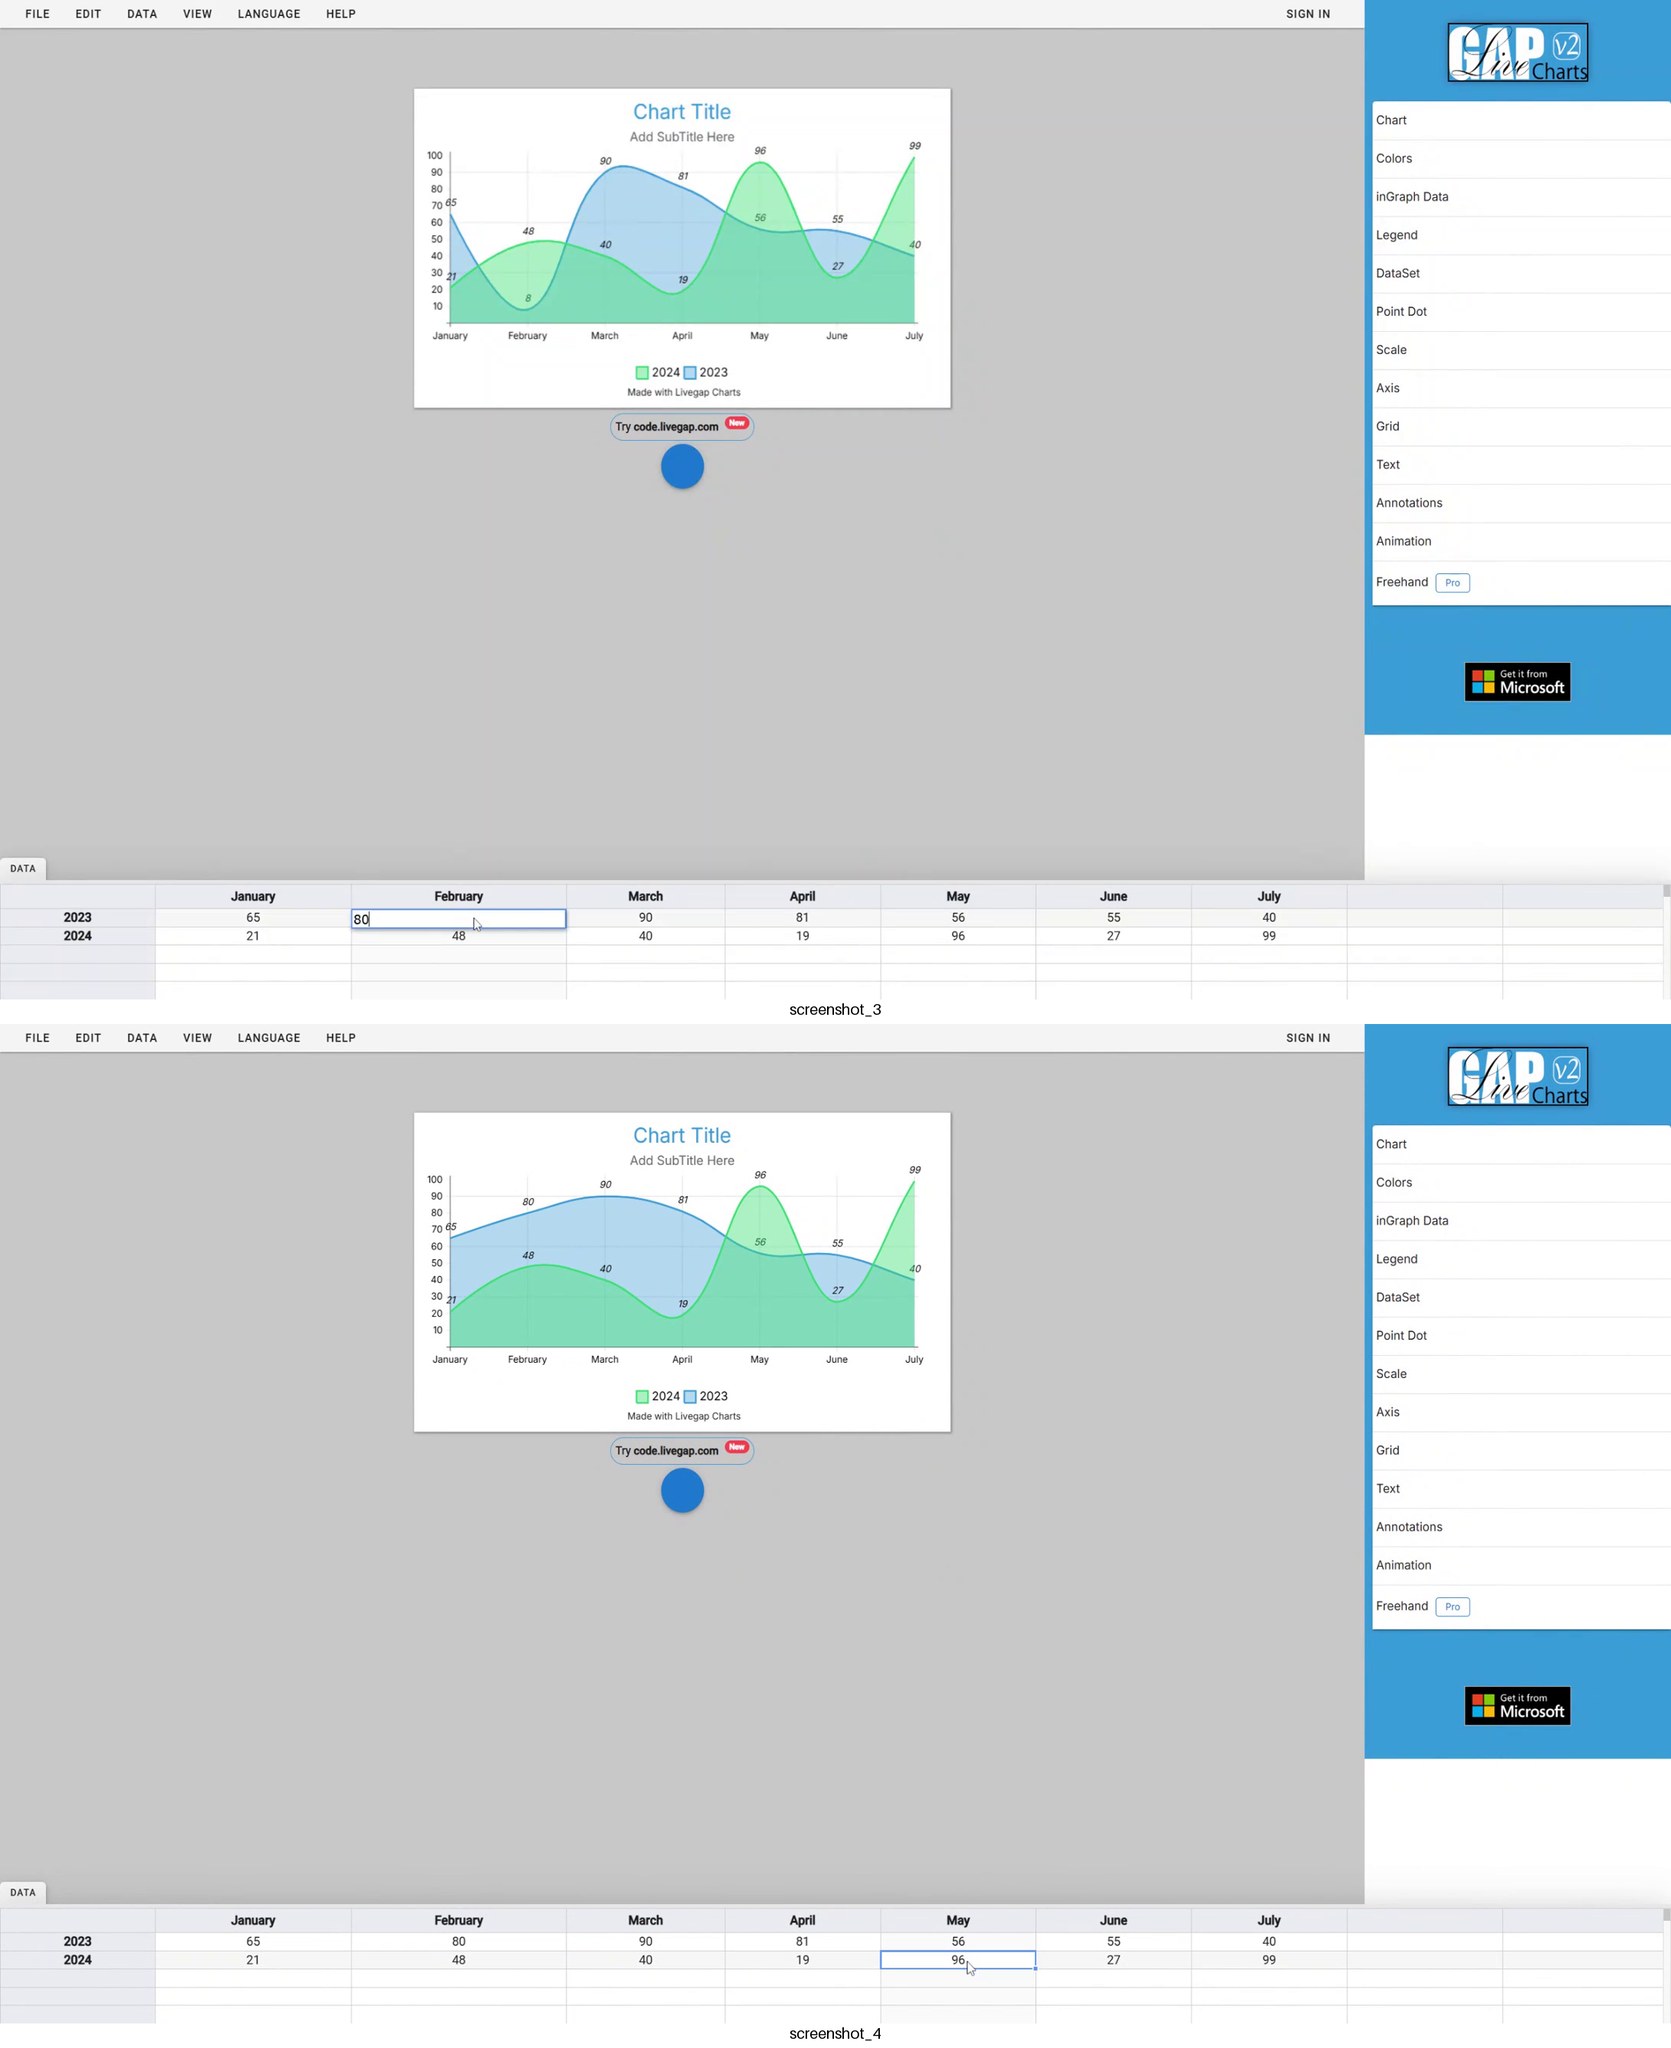 FILE EDIT DATA VIEW LANGUAGE HELP SIGN IN
GAP v2
Live Charts
Chart Title
Add SubTitle Here
100
90
80
70
60
50
40
30
20
10
65 21 48 8 90 40 81 19 96 56 55 27 99 40
January February March April May June July
2024 2023
Made with Livegap Charts
Try code.livegap.com New
Chart
Colors
inGraph Data
Legend
DataSet
Point Dot
Scale
Axis
Grid
Text
Annotations
Animation
Freehand Pro
Get it from
Microsoft
DATA
January February March April May June July
2023 65 80 90 81 56 55 40
2024 21 48 40 19 96 27 99
screenshot_3
FILE EDIT DATA VIEW LANGUAGE HELP SIGN IN
GAP v2
Live Charts
Chart Title
Add SubTitle Here
100
90
80
70
60
50
40
30
20
10
65 21 80 48 90 40 81 19 96 56 55 27 99 40
January February March April May June July
2024 2023
Made with Livegap Charts
Try code.livegap.com New
Chart
Colors
inGraph Data
Legend
DataSet
Point Dot
Scale
Axis
Grid
Text
Annotations
Animation
Freehand Pro
Get it from
Microsoft
DATA
January February March April May June July
2023 65 80 90 81 56 55 40
2024 21 48 40 19 96 27 99
screenshot_4